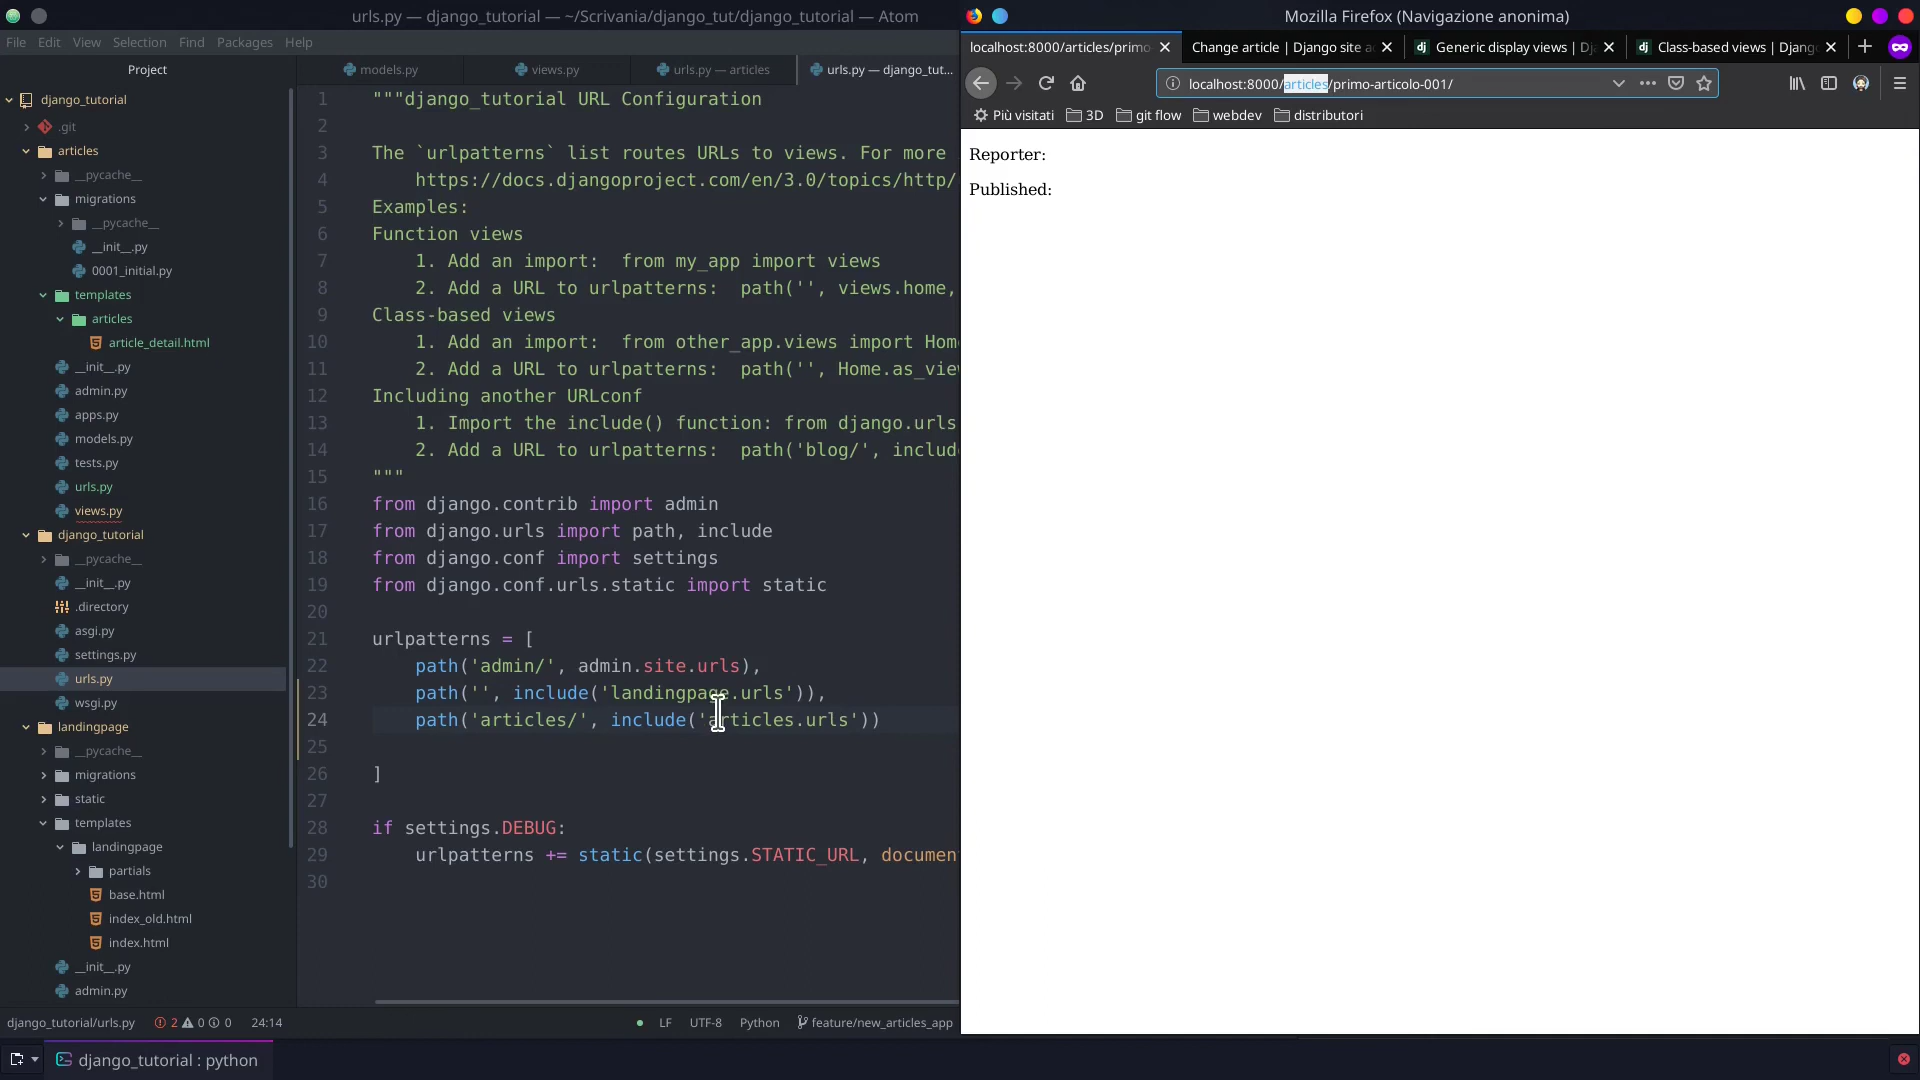 urls.py — django_tutorial — ~/Scrivania/django_tut/django_tutorial — Atom
File Edit View Selection Find Packages Help
Project
django_tutorial
.git
articles
__pycache__
migrations
__pycache__
__init__.py
0001_initial.py
templates
articles
article_detail.html
__init__.py
admin.py
apps.py
models.py
tests.py
urls.py
views.py
django_tutorial
__pycache__
__init__.py
.directory
asgi.py
settings.py
urls.py
wsgi.py
landingpage
__pycache__
migrations
static
templates
landingpage
partials
base.html
index_old.html
index.html
__init__.py
admin.py
models.py
views.py
urls.py — articles
urls.py — django_tut...
1 """django_tutorial URL Configuration
2
3 The `urlpatterns` list routes URLs to views. For more
4 https://docs.djangoproject.com/en/3.0/topics/http/
5 Examples:
6 Function views
7 1. Add an import:  from my_app import views
8 2. Add a URL to urlpatterns:  path('', views.home,
9 Class-based views
10 1. Add an import:  from other_app.views import Hom
11 2. Add a URL to urlpatterns:  path('', Home.as_vie
12 Including another URLconf
13 1. Import the include() function: from django.urls
14 2. Add a URL to urlpatterns:  path('blog/', includ
15 """
16 from django.contrib import admin
17 from django.urls import path, include
18 from django.conf import settings
19 from django.conf.urls.static import static
20
21 urlpatterns = [
22 path('admin/', admin.site.urls),
23 path('', include('landingpage.urls')),
24 path('articles/', include('articles.urls'))
25
26 ]
27
28 if settings.DEBUG:
29 urlpatterns += static(settings.STATIC_URL, documen
30
django_tutorial/urls.py 2 0 0 24:14 LF UTF-8 Python feature/new_articles_app
django_tutorial : python
Mozilla Firefox (Navigazione anonima)
localhost:8000/articles/primo-
Change article | Django site a
Generic display views | Dj
Class-based views | Django
localhost:8000/articles/primo-articolo-001/
Più visitati 3D git flow webdev distributori
Reporter:
Published: